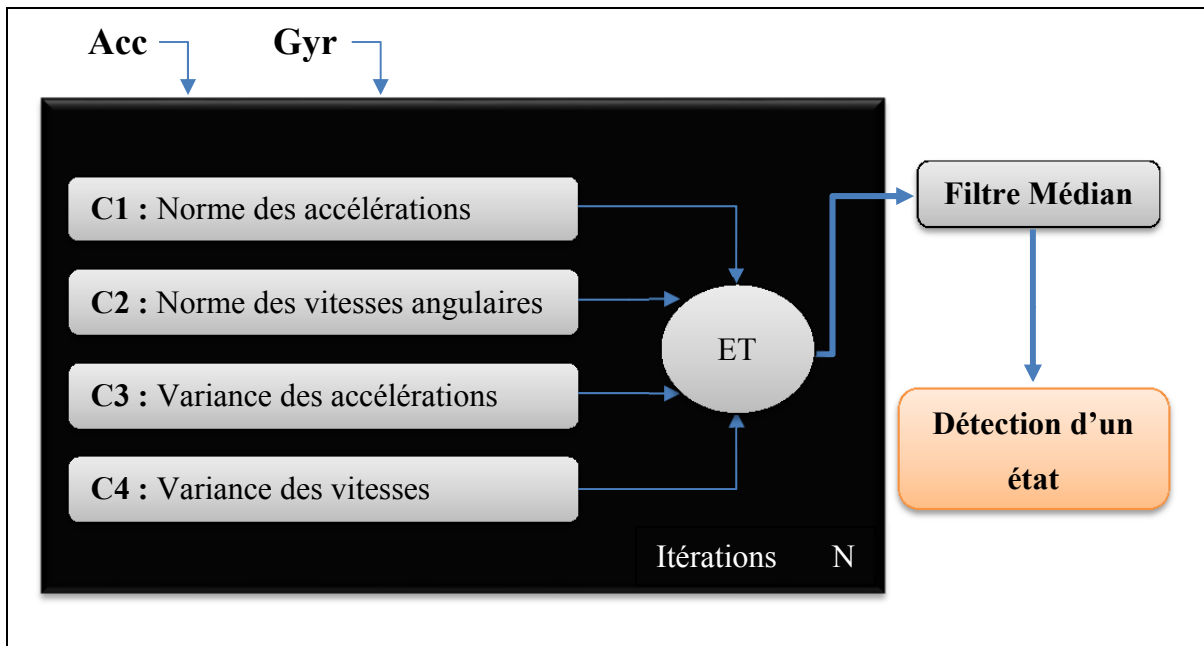 Acc
Gyr
C1 : Norme des accélérations
C2 : Norme des vitesses angulaires
C3 : Variance des accélérations
C4 : Variance des vitesses
ET
Itérations N
Filtre Médian
Détection d’un
état